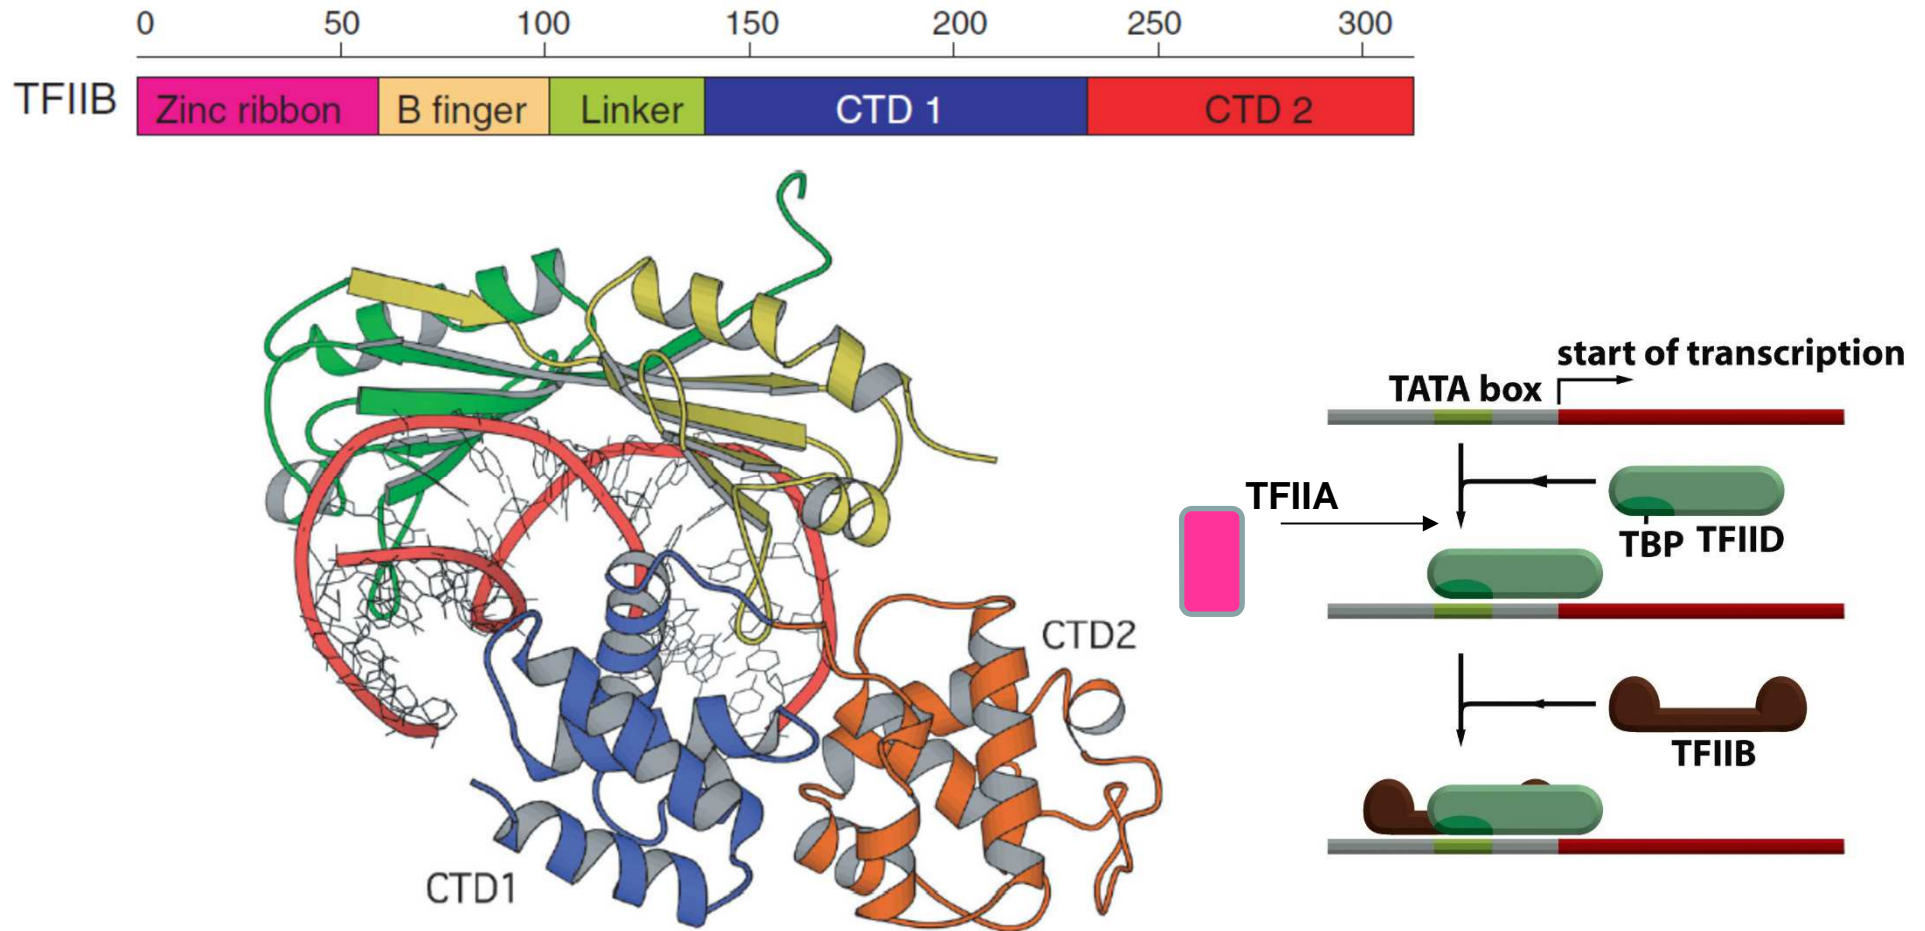 0 50 100 150 200 250 300
TFIIB Zinc ribbon B finger Linker CTD 1 CTD 2
start of transcription
TATA box
TFIIA
TBP TFIID
CTD2
TFIIB
CTD1